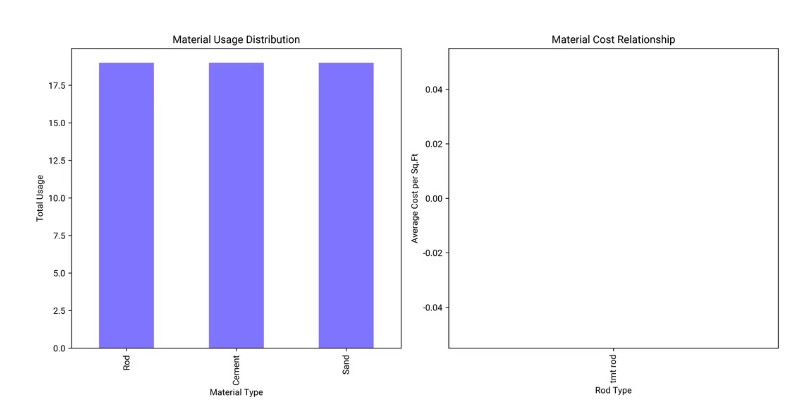 Material Usage Distribution
Total Usage
17.5
15.0
12.5
10.0
7.5
5.0
2.5
0.0
Rod
Cement
Sand
Material Type
Material Cost Relationship
Average Cost per Sq.Ft
0.04
0.02
0.00
-0.02
-0.04
tmt rod
Rod Type